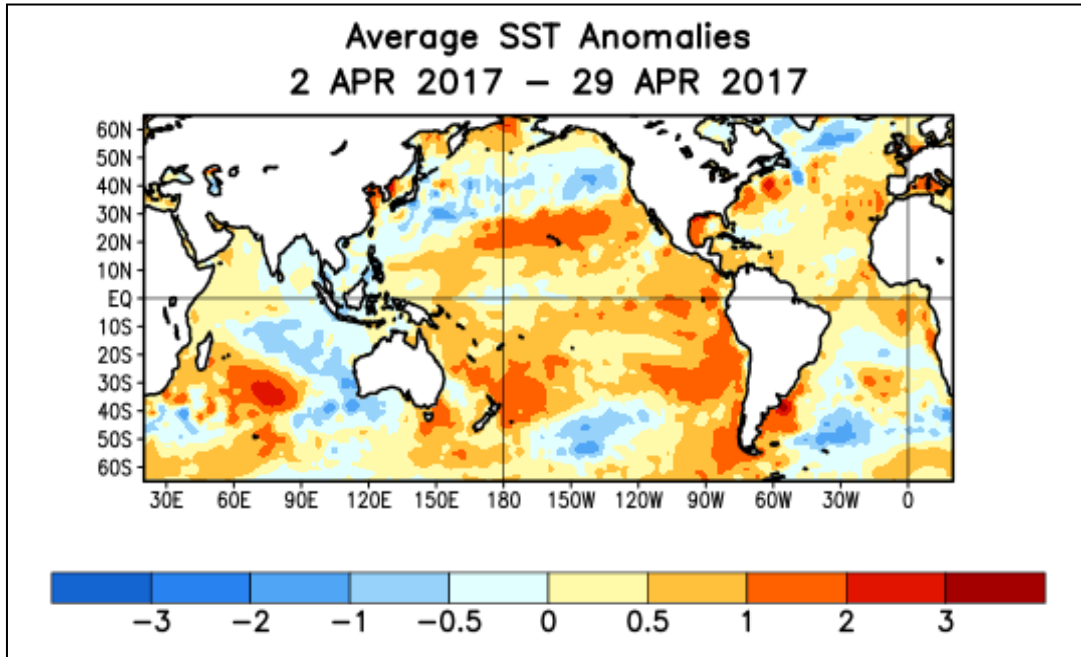 Average SST Anomalies
2 APR 2017 – 29 APR 2017
60N
50N
40N
30N
20N
10N
EQ
10S
20S
30S
40S
50S
60S
30E 60E 90E 120E 150E 180 150W 120W 90W 60W 30W 0
-3 -2 -1 -0.5 0 0.5 1 2 3